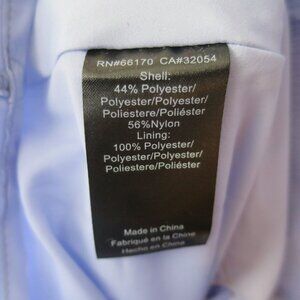 RN#66170 CA#32054
Shell:
44% Polyester/
Polyester/Polyester/
Poliestere/Poliéster
56%Nylon
Lining:
100% Polyester/
Polyester/Polyester/
Poliestere/Poliéster
Made in China
Fabriqué en la Chine
Hecho en China